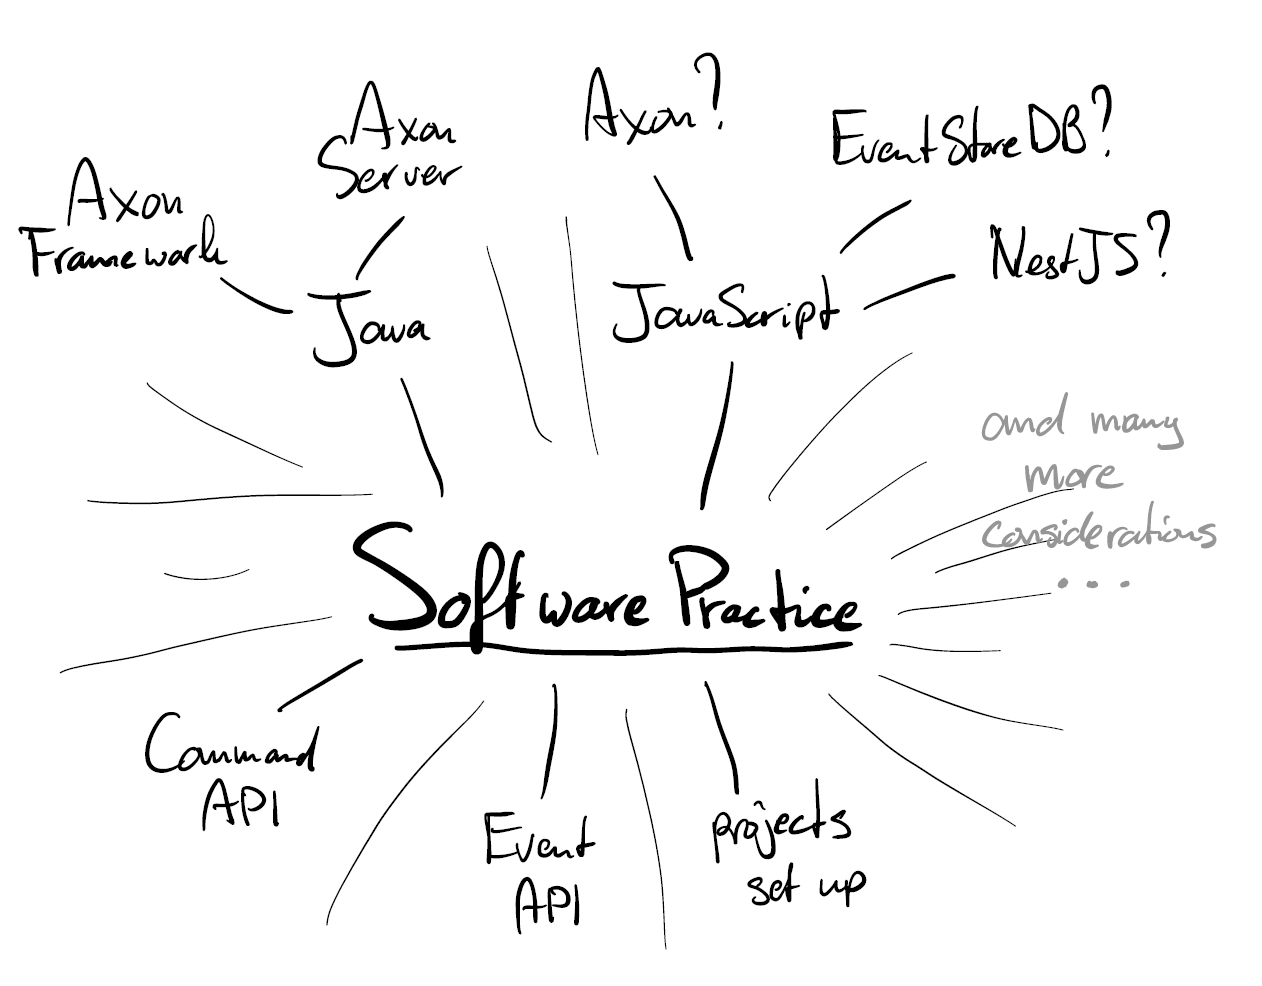 Axon
Framework
Axon
Server
Axon?
EventStoreDB?
NestJS?
Java
JavaScript
and many
more
considerations
...
Software Practice
Command
API
Event
API
projects
set up